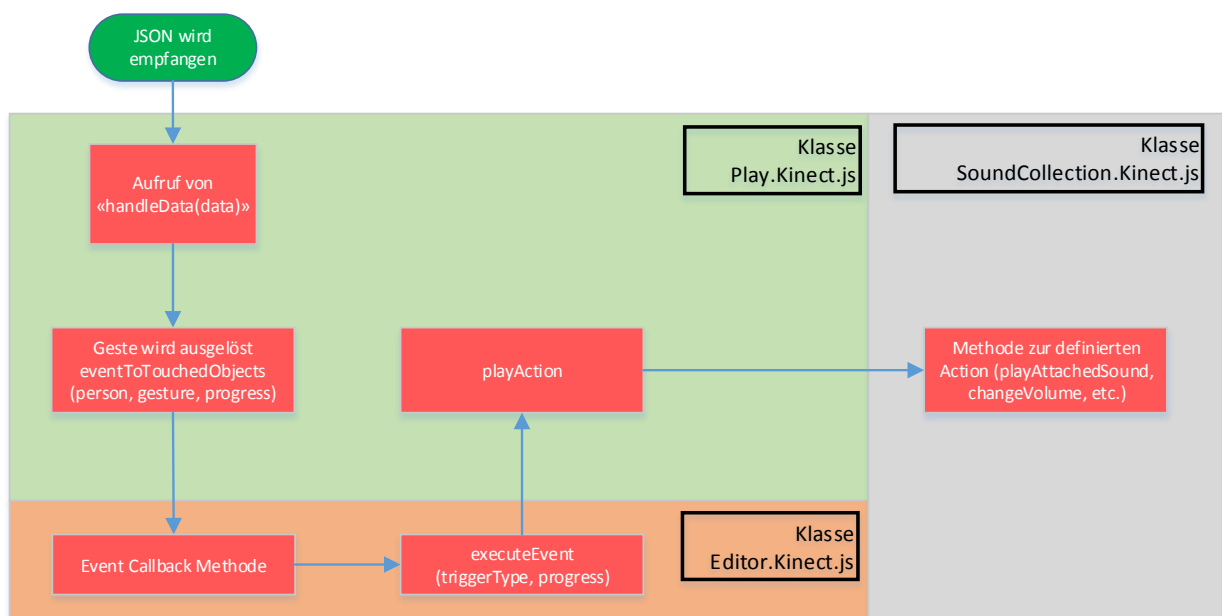 JSON wird
empfangen
Klasse
Play.Kinect.js
Klasse
SoundCollection.Kinect.js
Aufruf von
«handleData(data)»
Geste wird ausgelöst
eventToTouchedObjects
(person, gesture, progress)
playAction
Methode zur definierten
Action (playAttachedSound,
changeVolume, etc.)
Event Callback Methode
executeEvent
(triggerType, progress)
Klasse
Editor.Kinect.js